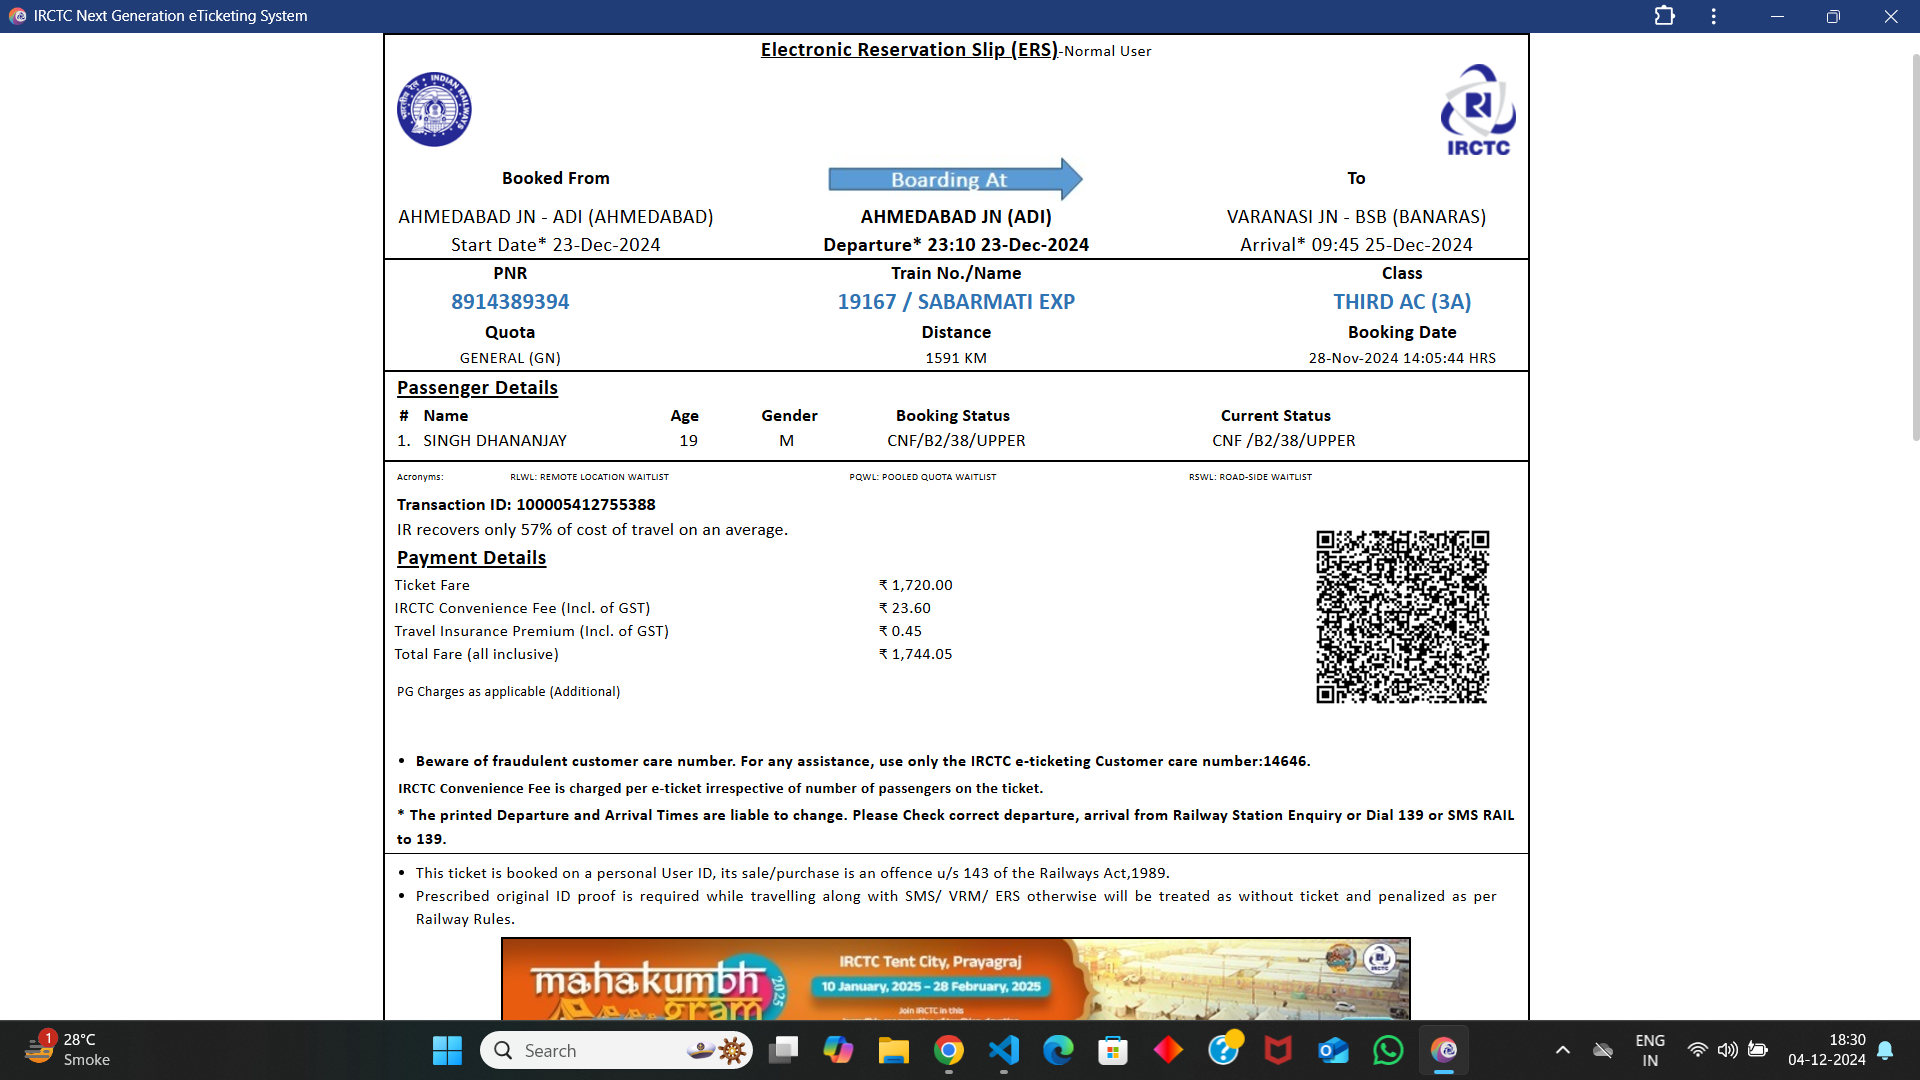 IRCTC Next Generation eTicketing System
Electronic Reservation Slip (ERS)-Normal User
INDIAN RAILWAYS
भारतीय रेल
IRCTC
Booked From
Boarding At
To
AHMEDABAD JN - ADI (AHMEDABAD)
AHMEDABAD JN (ADI)
VARANASI JN - BSB (BANARAS)
Start Date* 23-Dec-2024
Departure* 23:10 23-Dec-2024
Arrival* 09:45 25-Dec-2024
PNR
Train No./Name
Class
8914389394
19167 / SABARMATI EXP
THIRD AC (3A)
Quota
Distance
Booking Date
GENERAL (GN)
1591 KM
28-Nov-2024 14:05:44 HRS
Passenger Details
# Name Age Gender Booking Status Current Status
1. SINGH DHANANJAY 19 M CNF/B2/38/UPPER CNF /B2/38/UPPER
Acronyms: RLWL: REMOTE LOCATION WAITLIST PQWL: POOLED QUOTA WAITLIST RSWL: ROAD-SIDE WAITLIST
Transaction ID: 100005412755388
IR recovers only 57% of cost of travel on an average.
Payment Details
Ticket Fare ₹ 1,720.00
IRCTC Convenience Fee (Incl. of GST) ₹ 23.60
Travel Insurance Premium (Incl. of GST) ₹ 0.45
Total Fare (all inclusive) ₹ 1,744.05
PG Charges as applicable (Additional)
• Beware of fraudulent customer care number. For any assistance, use only the IRCTC e-ticketing Customer care number:14646.
IRCTC Convenience Fee is charged per e-ticket irrespective of number of passengers on the ticket.
* The printed Departure and Arrival Times are liable to change. Please Check correct departure, arrival from Railway Station Enquiry or Dial 139 or SMS RAIL
to 139.
• This ticket is booked on a personal User ID, its sale/purchase is an offence u/s 143 of the Railways Act,1989.
• Prescribed original ID proof is required while travelling along with SMS/ VRM/ ERS otherwise will be treated as without ticket and penalized as per
Railway Rules.
mahakumbh
gram
2025
IRCTC Tent City, Prayagraj
10 January, 2025 – 28 February, 2025
Join IRCTC in this
1
28°C
Smoke
Search
ENG
IN
18:30
04-12-2024